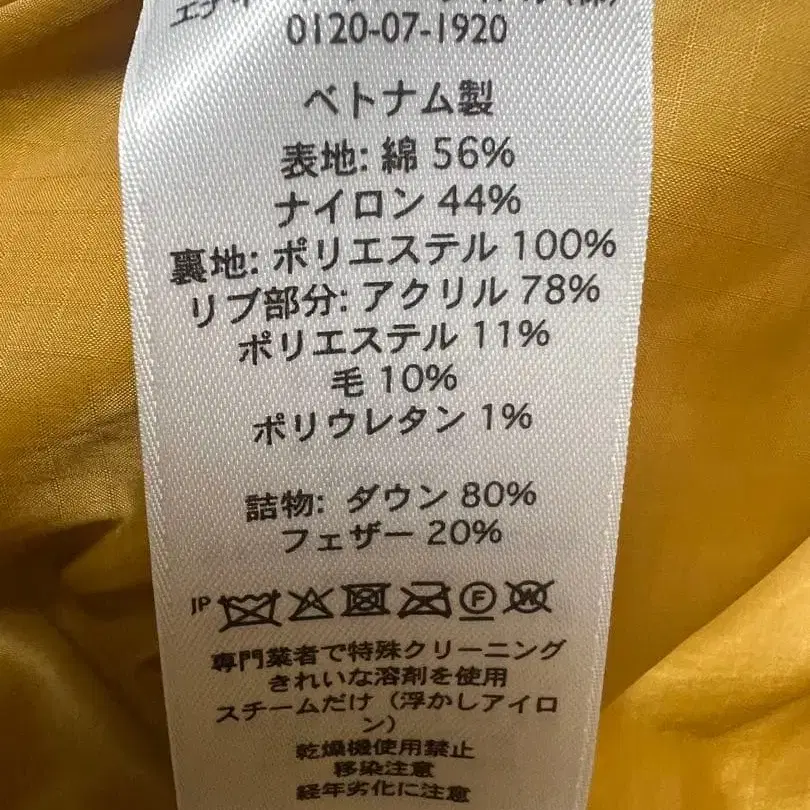 0120-07-1920
ベトナム製
表地: 綿 56%
ナイロン 44%
裏地: ポリエステル 100%
リブ部分: アクリル 78%
ポリエステル 11%
毛 10%
ポリウレタン 1%
詰物: ダウン 80%
フェザー 20%
JP F W
専門業者で特殊クリーニング
きれいな溶剤を使用
スチームだけ（浮かしアイロ
ン）
乾燥機使用禁止
移染注意
経年劣化に注意